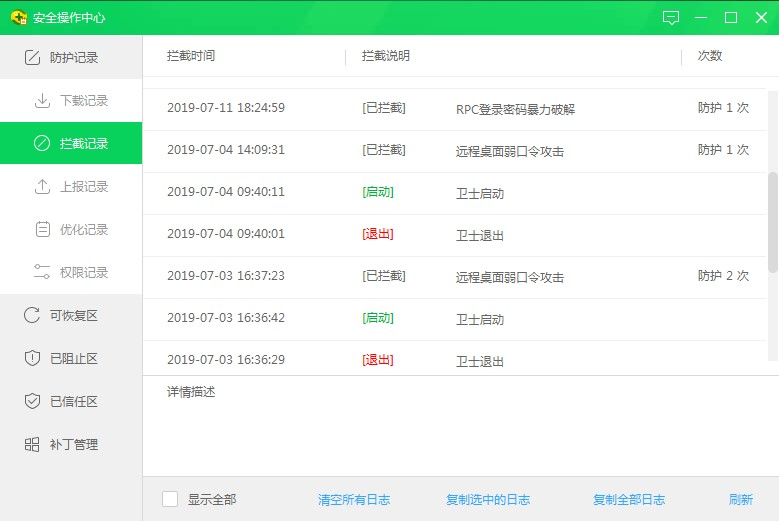 安全操作中心
防护记录
下载记录
拦截记录
上报记录
优化记录
权限记录
可恢复区
已阻止区
已信任区
补丁管理
拦截时间 拦截说明 次数
2019-07-11 18:24:59 [已拦截] RPC登录密码暴力破解 防护 1 次
2019-07-04 14:09:31 [已拦截] 远程桌面弱口令攻击 防护 1 次
2019-07-04 09:40:11 [启动] 卫士启动
2019-07-04 09:40:01 [退出] 卫士退出
2019-07-03 16:37:23 [已拦截] 远程桌面弱口令攻击 防护 2 次
2019-07-03 16:36:42 [启动] 卫士启动
2019-07-03 16:36:29 [退出] 卫士退出
详情描述
显示全部 清空所有日志 复制选中的日志 复制全部日志 刷新